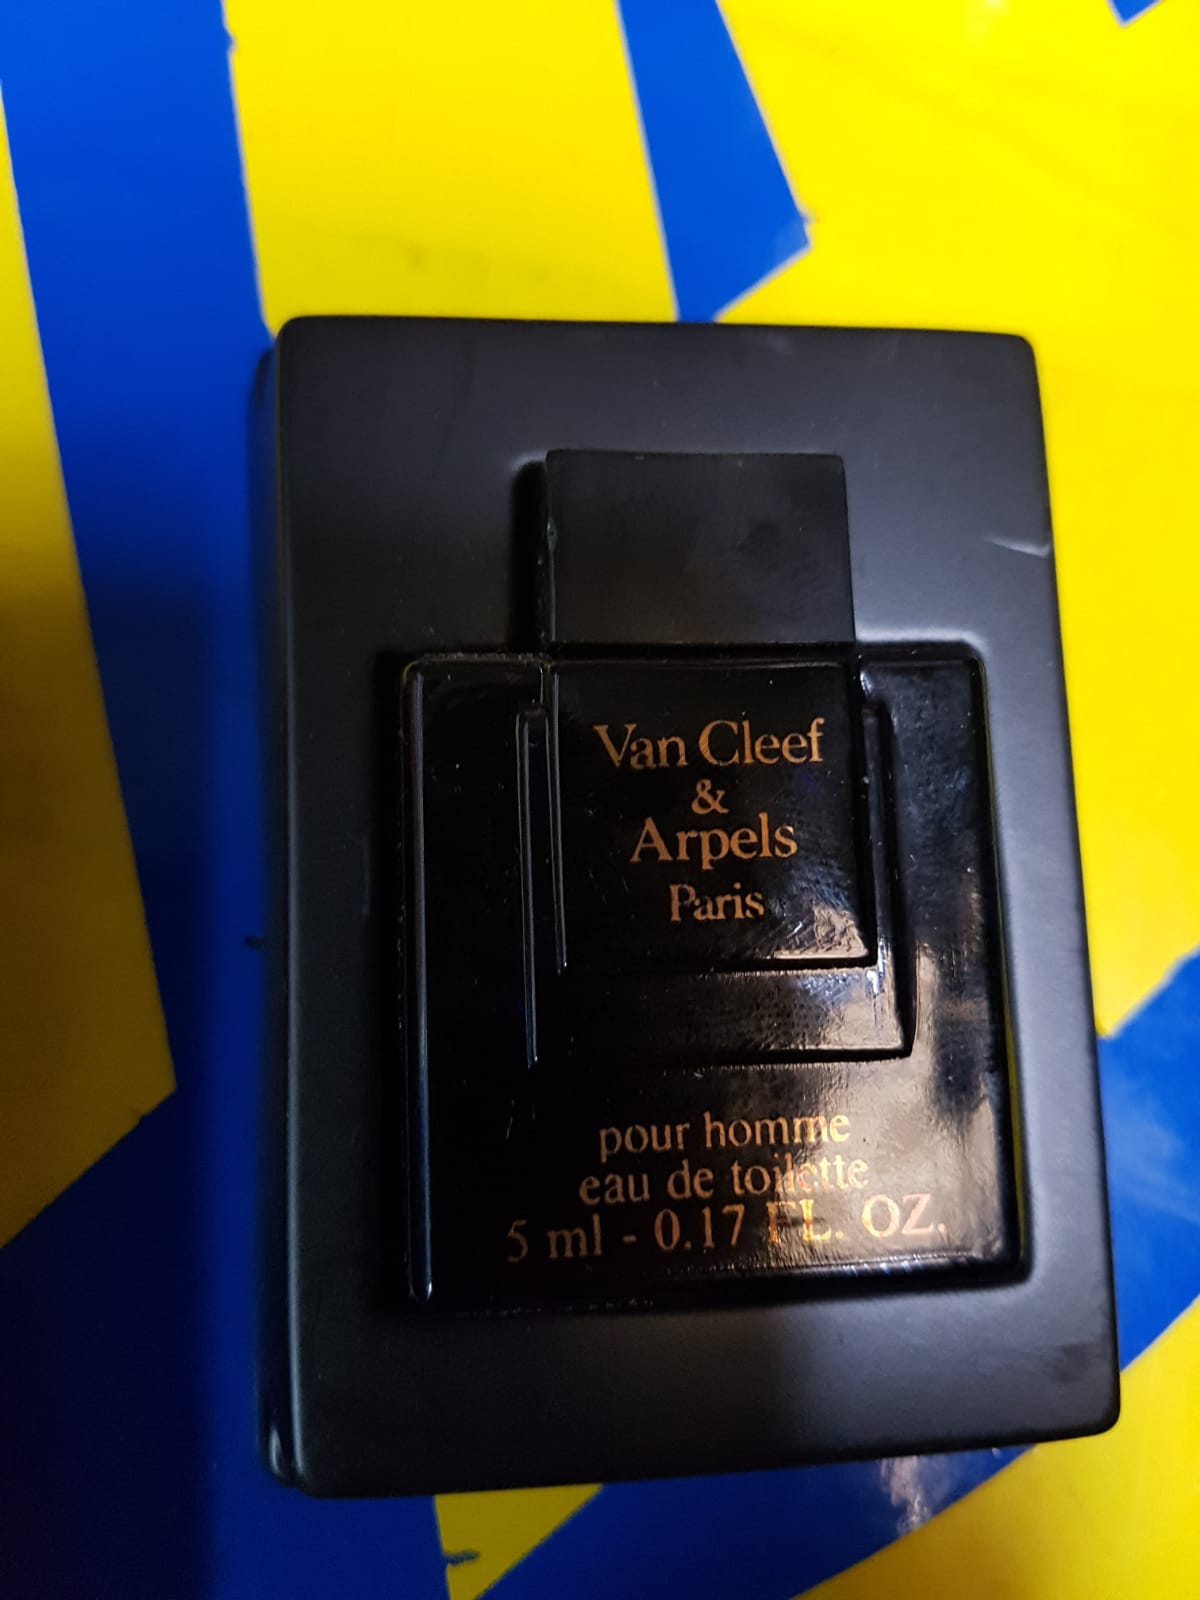 Van Cleef
&
Arpels
Paris
pour homme
eau de toilette
5 ml - 0.17 FL. OZ.